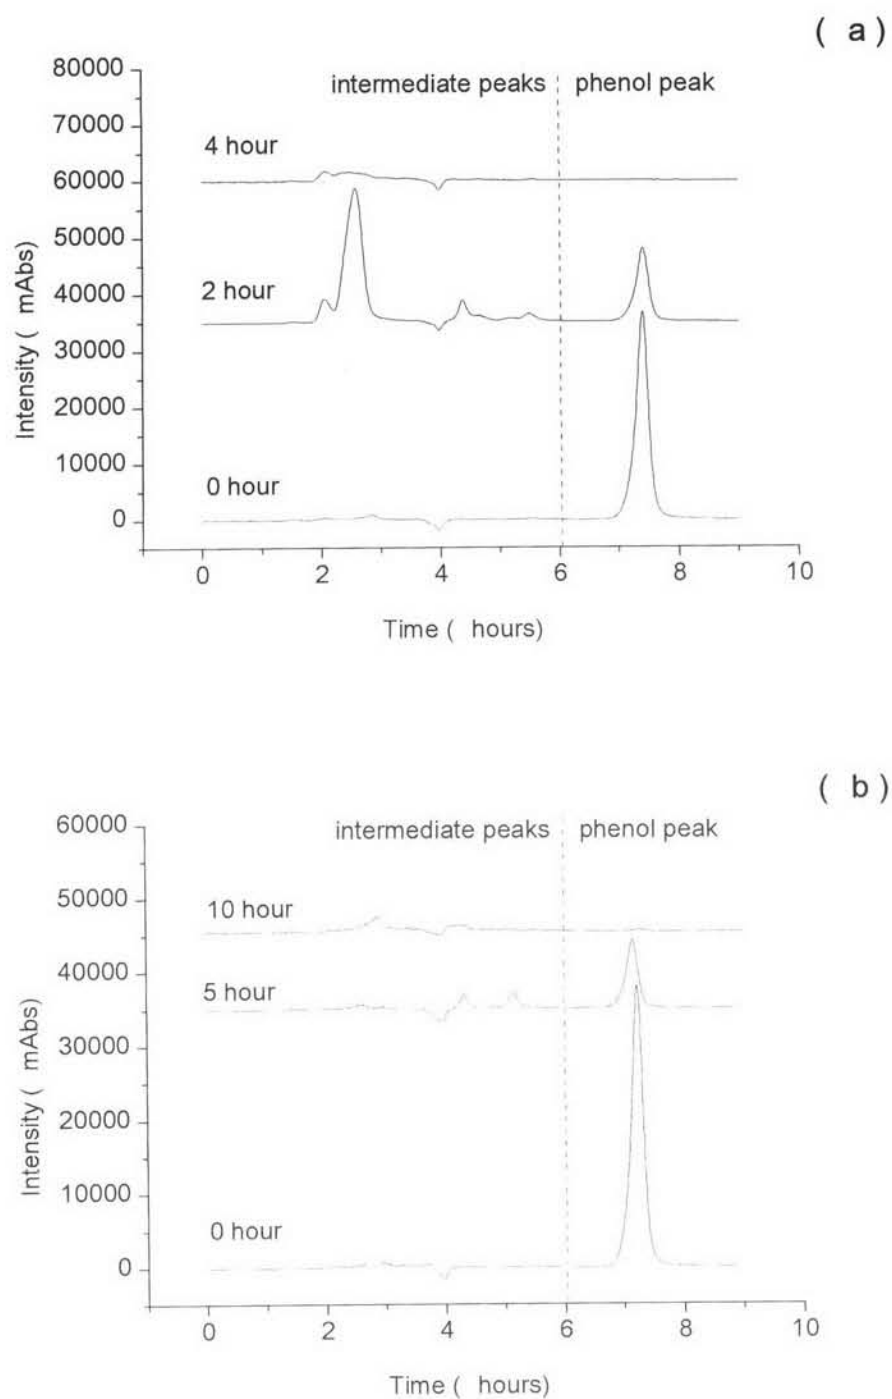 ( a )
intermediate peaks phenol peak
80000
70000
60000
50000
40000
30000
20000
10000
0
4 hour
2 hour
0 hour
Intensity ( mAbs)
0 2 4 6 8 10
Time ( hours)
( b )
intermediate peaks phenol peak
60000
50000
40000
30000
20000
10000
0
10 hour
5 hour
0 hour
Intensity ( mAbs)
0 2 4 6 8 10
Time ( hours)